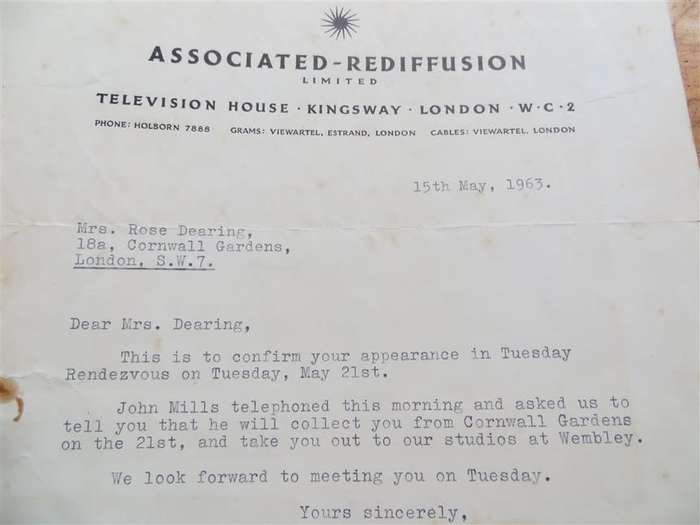 ASSOCIATED-REDIFFUSION
LIMITED
TELEVISION HOUSE · KINGSWAY · LONDON · W·C·2
PHONE: HOLBORN 7888 GRAMS: VIEWARTEL, ESTRAND, LONDON CABLES: VIEWARTEL, LONDON
15th May, 1963.
Mrs. Rose Dearing,
18a, Cornwall Gardens,
London, S.W.7.
Dear Mrs. Dearing,
This is to confirm your appearance in Tuesday
Rendezvous on Tuesday, May 21st.
John Mills telephoned this morning and asked us to
tell you that he will collect you from Cornwall Gardens
on the 21st, and take you out to our studios at Wembley.
We look forward to meeting you on Tuesday.
Yours sincerely,